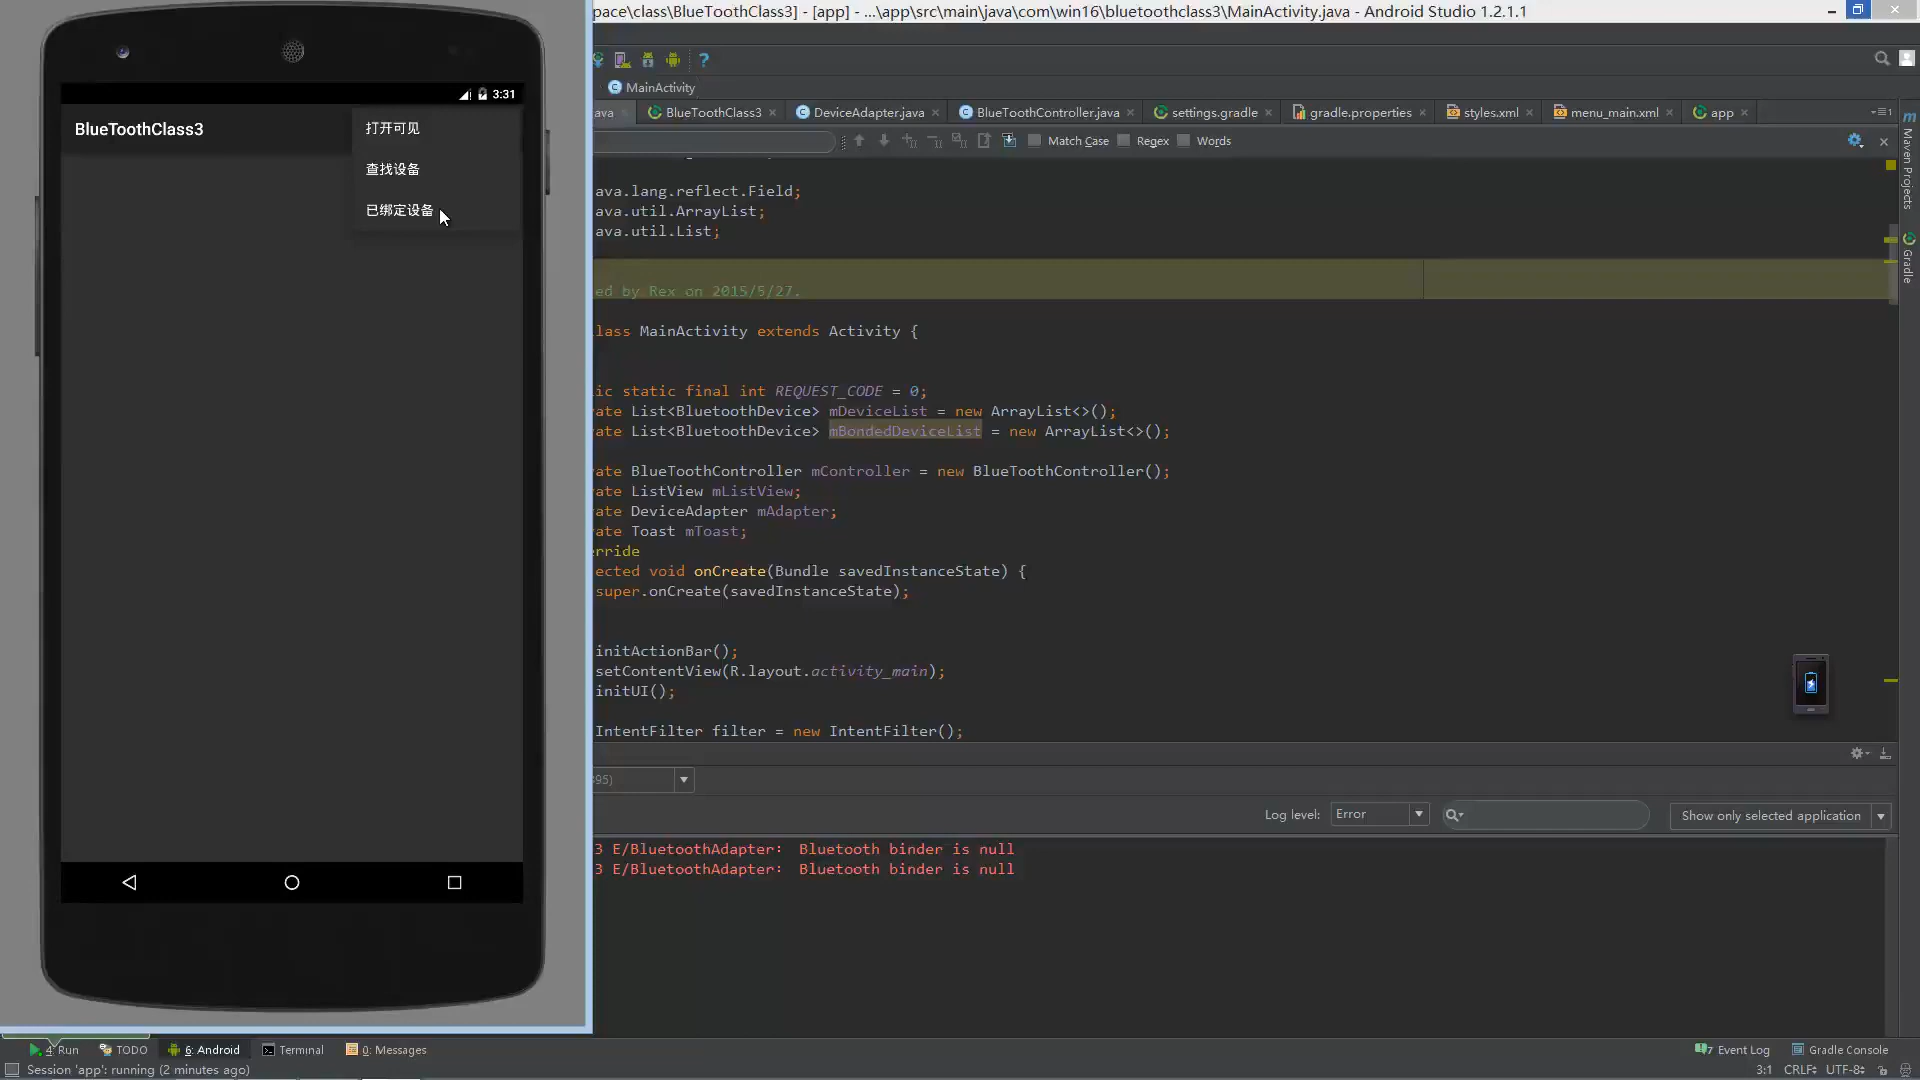 pace\class\BlueToothClass3] - [app] - ...\app\src\main\java\com\win16\bluetoothclass3\MainActivity.java - Android Studio 1.2.1.1
3:31
BlueToothClass3
打开可见
查找设备
已绑定设备
MainActivity
ava BlueToothClass3 DeviceAdapter.java BlueToothController.java settings.gradle gradle.properties styles.xml menu_main.xml app
Match Case Regex Words
ava.lang.reflect.Field;
ava.util.ArrayList;
ava.util.List;
ed by Rex on 2015/5/27.
lass MainActivity extends Activity {
ic static final int REQUEST_CODE = 0;
ate List<BluetoothDevice> mDeviceList = new ArrayList<>();
ate List<BluetoothDevice> mBondedDeviceList = new ArrayList<>();
ate BlueToothController mController = new BlueToothController();
ate ListView mListView;
ate DeviceAdapter mAdapter;
ate Toast mToast;
rride
ected void onCreate(Bundle savedInstanceState) {
super.onCreate(savedInstanceState);
initActionBar();
setContentView(R.layout.activity_main);
initUI();
IntentFilter filter = new IntentFilter();
Maven Projects
Gradle
95)
Log level: Error Show only selected application
3 E/BluetoothAdapter: Bluetooth binder is null
3 E/BluetoothAdapter: Bluetooth binder is null
4: Run TODO 6: Android Terminal 0: Messages 7 Event Log Gradle Console
Session 'app': running (2 minutes ago) 3:1 CRLF UTF-8